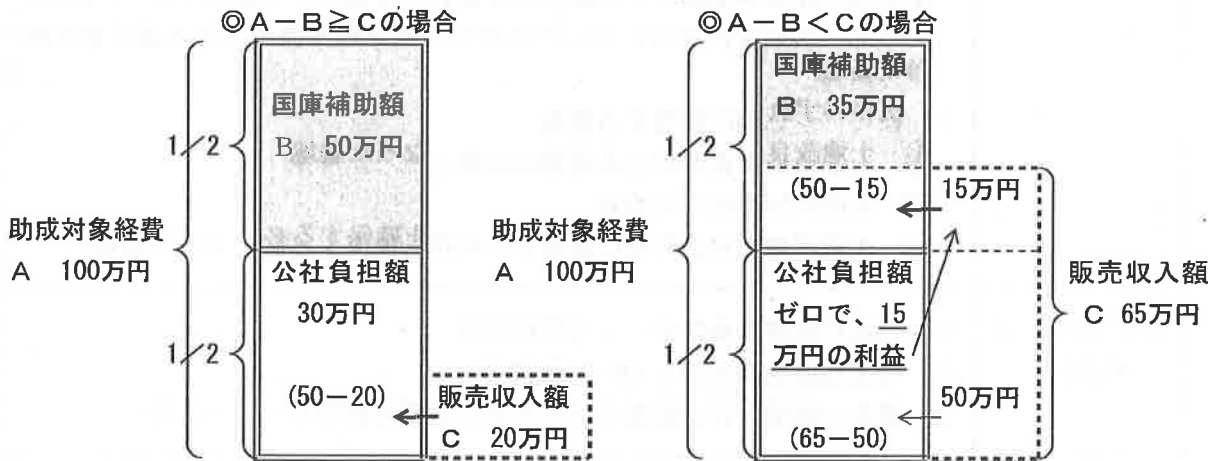 ◎A-B≧Cの場合
国庫補助額
B 50万円
1/2
助成対象経費
A 100万円
公社負担額
30万円
1/2
(50-20)
販売収入額
C 20万円
◎A-B<Cの場合
国庫補助額
B 35万円
1/2
(50-15)
15万円
助成対象経費
A 100万円
公社負担額
ゼロで、15
万円の利益
1/2
50万円
(65-50)
販売収入額
C 65万円